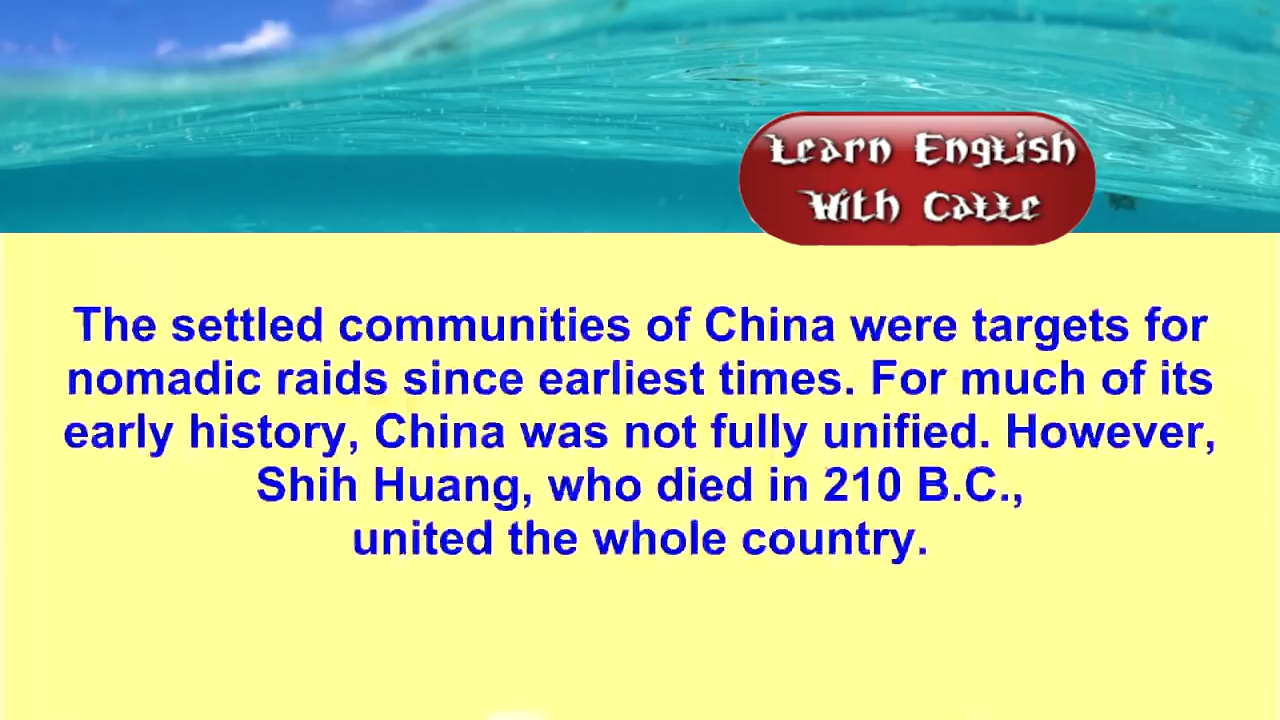 Learn English
With Calle
The settled communities of China were targets for
nomadic raids since earliest times. For much of its
early history, China was not fully unified. However,
Shih Huang, who died in 210 B.C.,
united the whole country.